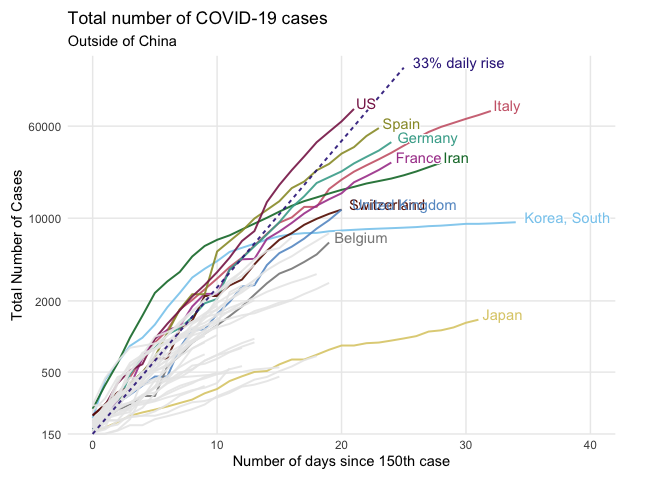 Total number of COVID-19 cases
Outside of China
33% daily rise
US
Italy
Spain
Germany
France
Iran
Switzerland
United Kingdom
Korea, South
Belgium
Japan
Total Number of Cases
60000
10000
2000
500
150
0
10
20
30
40
Number of days since 150th case